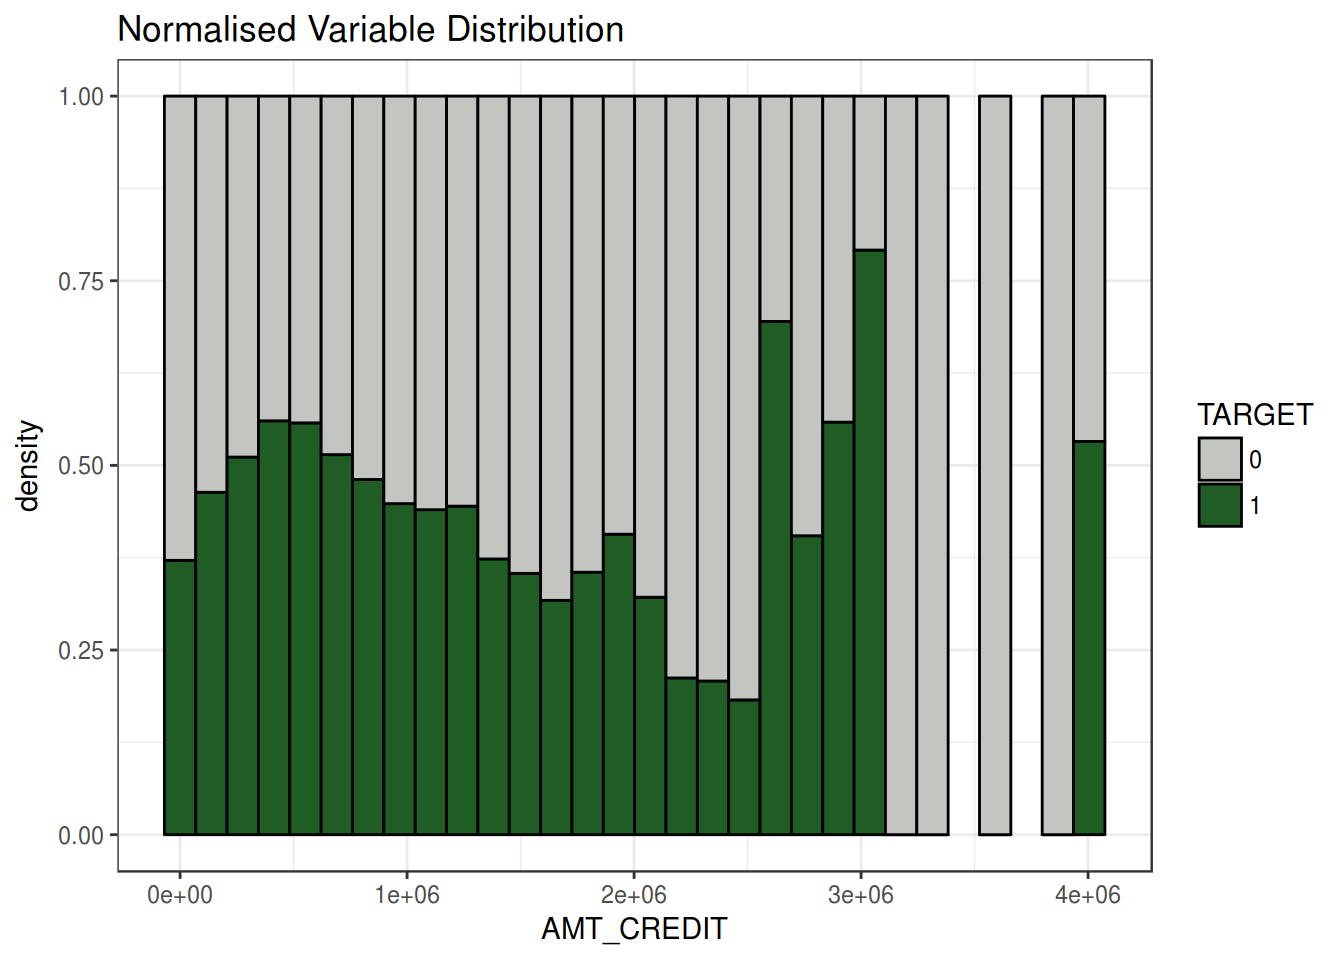 Normalised Variable Distribution
density
1.00
0.75
0.50
0.25
0.00
0e+00 1e+06 2e+06 3e+06 4e+06
AMT_CREDIT
TARGET
0
1